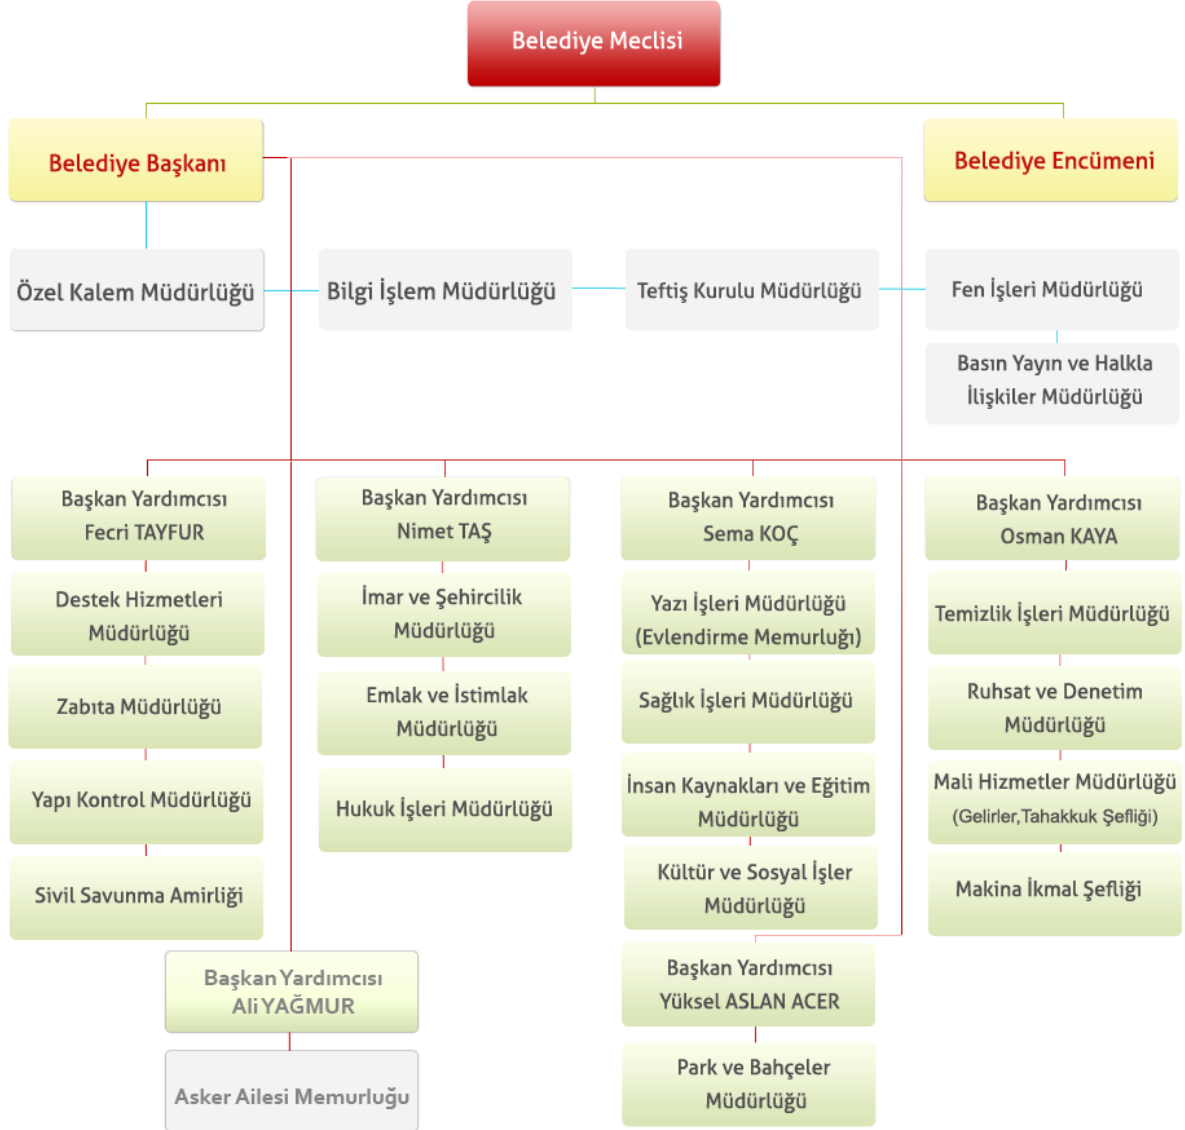 Belediye Meclisi
Belediye Başkanı
Belediye Encümeni
Özel Kalem Müdürlüğü
Bilgi İşlem Müdürlüğü
Teftiş Kurulu Müdürlüğü
Fen İşleri Müdürlüğü
Basın Yayın ve Halkla
İlişkiler Müdürlüğü
Başkan Yardımcısı
Fecri TAYFUR
Destek Hizmetleri
Müdürlüğü
Zabıta Müdürlüğü
Yapı Kontrol Müdürlüğü
Sivil Savunma Amirliği
Başkan Yardımcısı
Nimet TAŞ
İmar ve Şehircilik
Müdürlüğü
Emlak ve İstimlak
Müdürlüğü
Hukuk İşleri Müdürlüğü
Başkan Yardımcısı
Sema KOÇ
Yazı İşleri Müdürlüğü
(Evlendirme Memurluğı)
Sağlık İşleri Müdürlüğü
İnsan Kaynakları ve Eğitim
Müdürlüğü
Kültür ve Sosyal İşler
Müdürlüğü
Başkan Yardımcısı
Osman KAYA
Temizlik İşleri Müdürlüğü
Ruhsat ve Denetim
Müdürlüğü
Mali Hizmetler Müdürlüğü
(Gelirler,Tahakkuk Şefliği)
Makina İkmal Şefliği
Başkan Yardımcısı
Ali YAĞMUR
Asker Ailesi Memurluğu
Başkan Yardımcısı
Yüksel ASLAN ACER
Park ve Bahçeler
Müdürlüğü